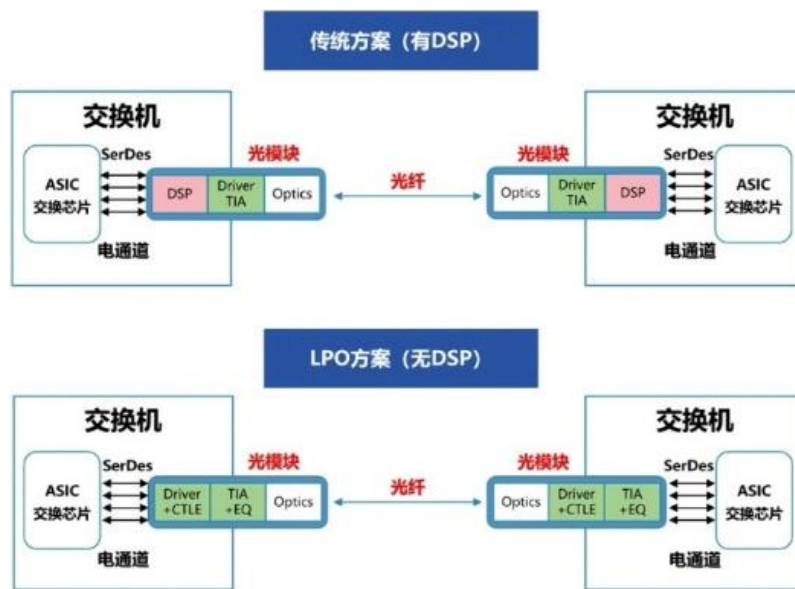 传统方案（有DSP）
交换机
交换机
SerDes
光模块
光模块
SerDes
ASIC
交换芯片
DSP
Driver
TIA
Optics
光纤
Optics
Driver
TIA
DSP
ASIC
交换芯片
电通道
电通道
LPO方案（无DSP）
交换机
交换机
SerDes
光模块
光模块
SerDes
ASIC
交换芯片
Driver
+CTLE
TIA
+EQ
Optics
光纤
Optics
Driver
+CTLE
TIA
+EQ
ASIC
交换芯片
电通道
电通道